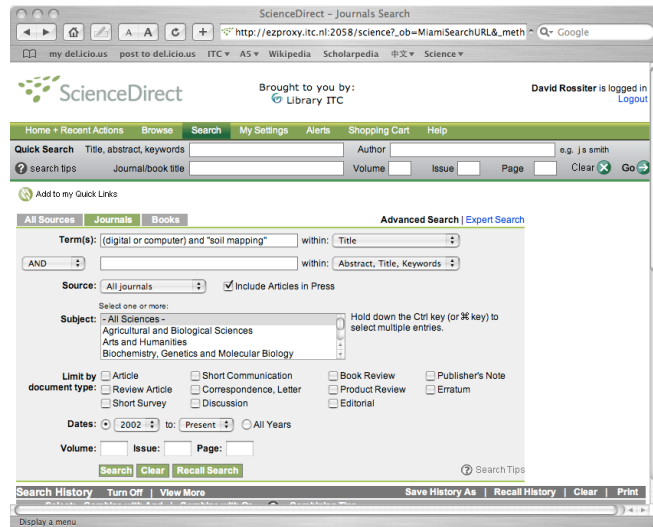 ScienceDirect – Journals Search
A A C + http://ezproxy.itc.nl:2058/science?_ob=MiamiSearchURL&_meth Q- Google
my del.icio.us post to del.icio.us ITC AS Wikipedia Scholarpedia 中文 Science
ScienceDirect
Brought to you by:
Library ITC
David Rossiter is logged in
Logout
Home + Recent Actions Browse Search My Settings Alerts Shopping Cart Help
Quick Search Title, abstract, keywords Author e.g. j s smith
? search tips Journal/book title Volume Issue Page Clear Go
Add to my Quick Links
All Sources Journals Books Advanced Search | Expert Search
Term(s): (digital or computer) and "soil mapping" within: Title
AND within: Abstract, Title, Keywords
Source: All journals Include Articles in Press
Select one or more:
Subject: - All Sciences - Hold down the Ctrl key (or ⌘ key) to
Agricultural and Biological Sciences select multiple entries.
Arts and Humanities
Biochemistry, Genetics and Molecular Biology
Limit by Article Short Communication Book Review Publisher's Note
document type: Review Article Correspondence, Letter Product Review Erratum
Short Survey Discussion Editorial
Dates: 2002 to: Present All Years
Volume: Issue: Page:
Search Clear Recall Search ? Search Tips
Search History Turn Off | View More Save History As | Recall History | Clear | Print
Display a menu